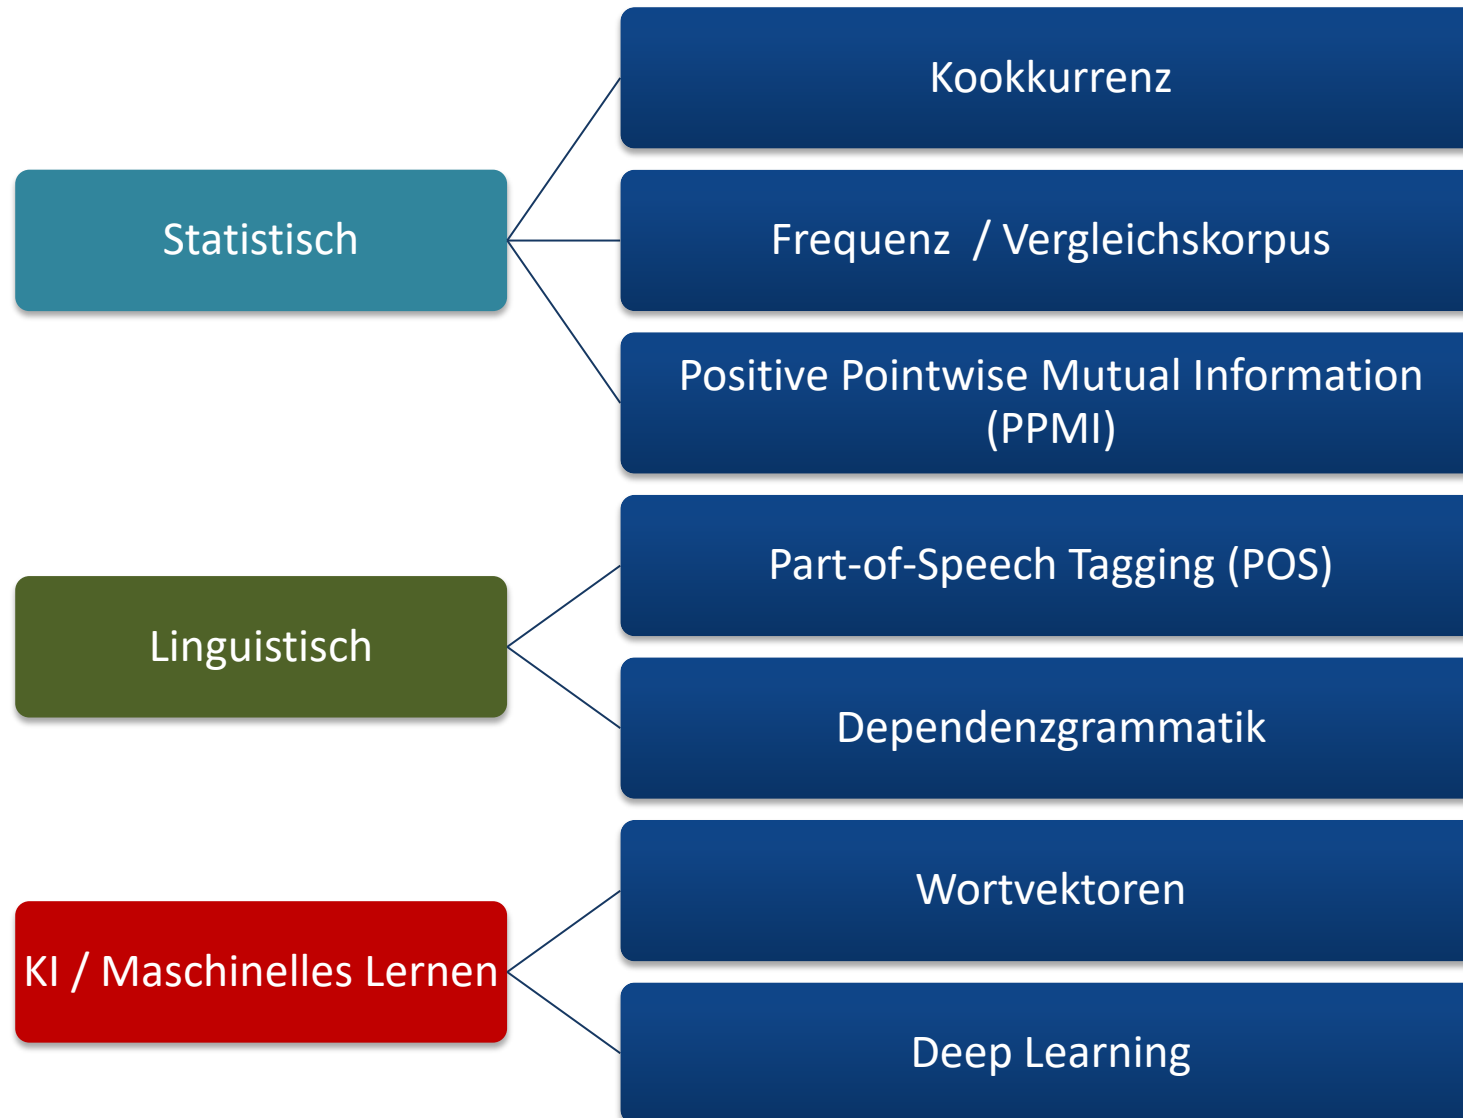 Statistisch
Kookkurrenz
Frequenz / Vergleichskorpus
Positive Pointwise Mutual Information
(PPMI)
Linguistisch
Part-of-Speech Tagging (POS)
Dependenzgrammatik
KI / Maschinelles Lernen
Wortvektoren
Deep Learning